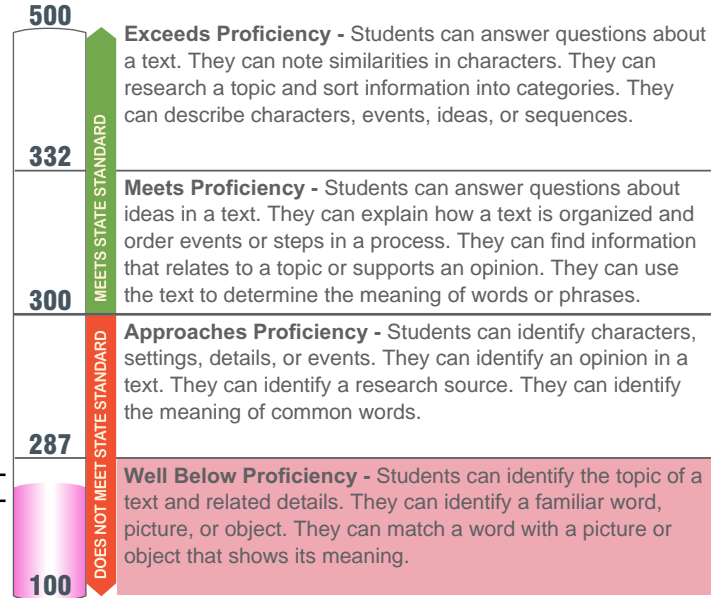 500
Exceeds Proficiency - Students can answer questions about
a text. They can note similarities in characters. They can
research a topic and sort information into categories. They
can describe characters, events, ideas, or sequences.
332
Meets Proficiency - Students can answer questions about
ideas in a text. They can explain how a text is organized and
order events or steps in a process. They can find information
that relates to a topic or supports an opinion. They can use
the text to determine the meaning of words or phrases.
MEETS STATE STANDARD
300
Approaches Proficiency - Students can identify characters,
settings, details, or events. They can identify an opinion in a
text. They can identify a research source. They can identify
the meaning of common words.
287
Well Below Proficiency - Students can identify the topic of a
text and related details. They can identify a familiar word,
picture, or object. They can match a word with a picture or
object that shows its meaning.
DOES NOT MEET STATE STANDARD
100